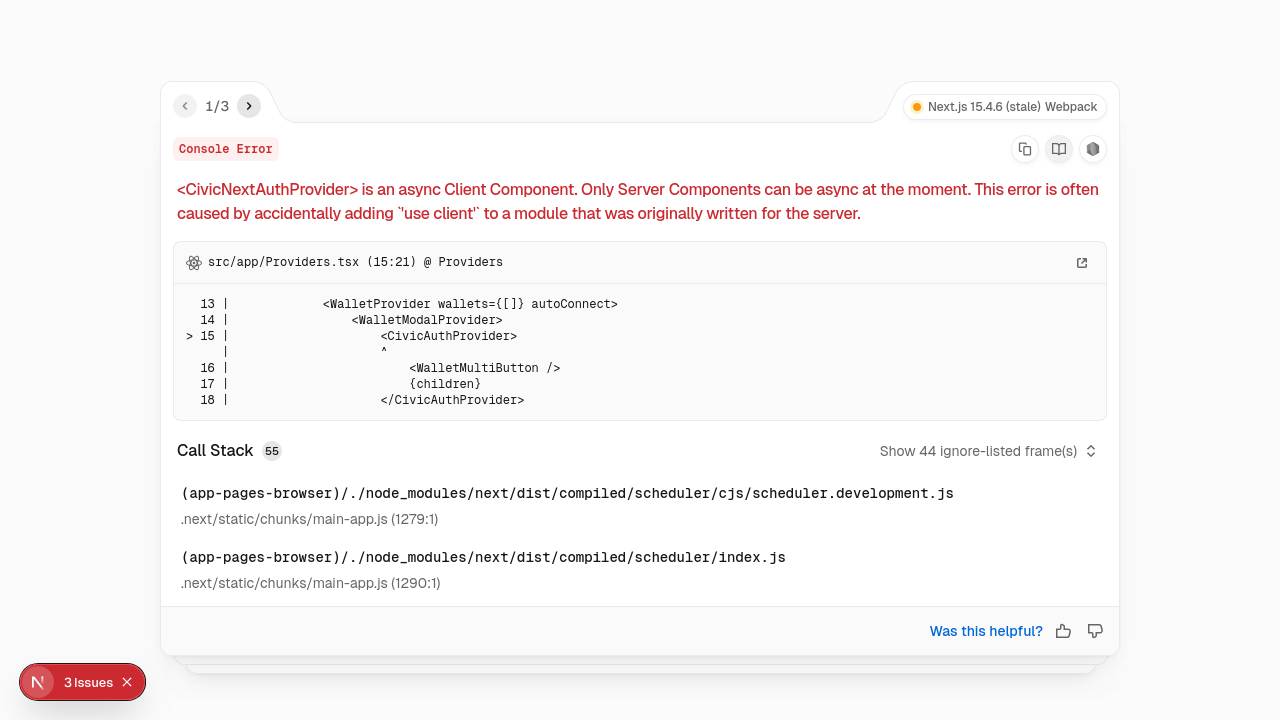 1/3
Next.js 15.4.6 (stale) Webpack
Console Error
<CivicNextAuthProvider> is an async Client Component. Only Server Components can be async at the moment. This error is often
caused by accidentally adding `'use client'` to a module that was originally written for the server.
src/app/Providers.tsx (15:21) @ Providers
13 |             <WalletProvider wallets={[]} autoConnect>
14 |                 <WalletModalProvider>
> 15 |                     <CivicAuthProvider>
|                     ^
16 |                         <WalletMultiButton />
17 |                         {children}
18 |                     </CivicAuthProvider>
Call Stack 55
Show 44 ignore-listed frame(s)
(app-pages-browser)/./node_modules/next/dist/compiled/scheduler/cjs/scheduler.development.js
.next/static/chunks/main-app.js (1279:1)
(app-pages-browser)/./node_modules/next/dist/compiled/scheduler/index.js
.next/static/chunks/main-app.js (1290:1)
Was this helpful?
3 Issues